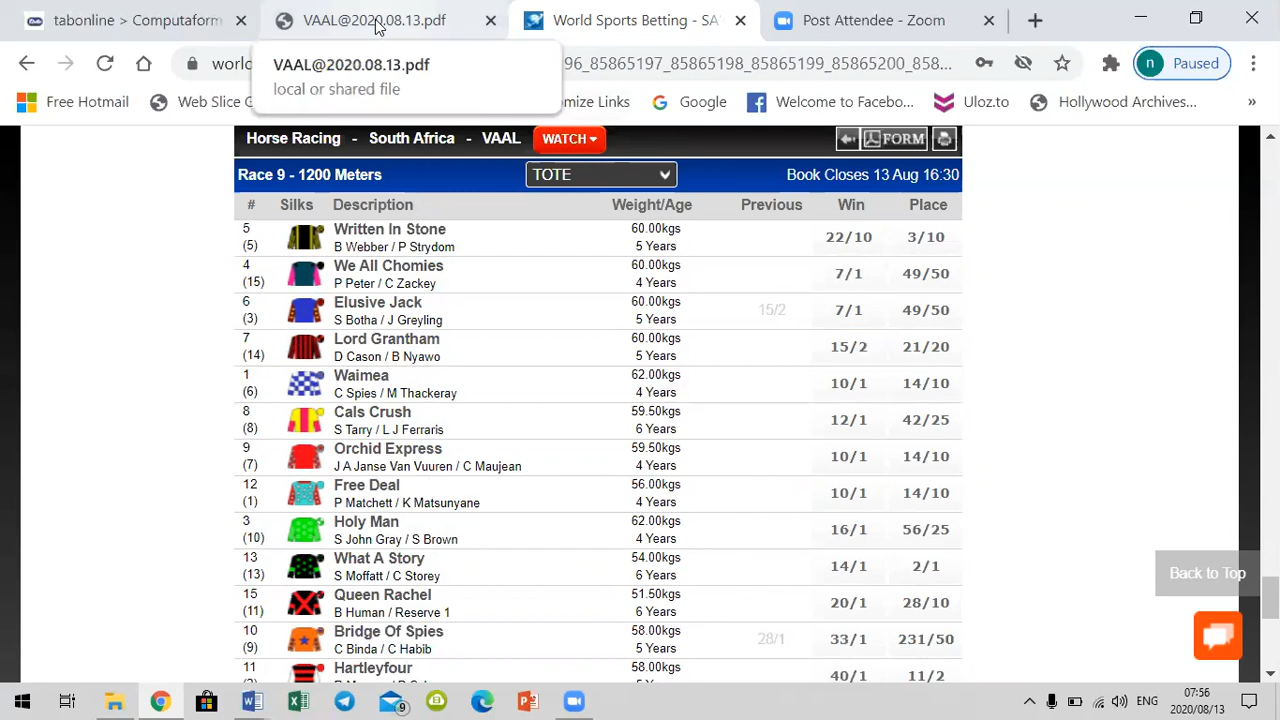 tabonline > Computaform
VAAL@2020.08.13.pdf
World Sports Betting - SA
Post Attendee - Zoom
VAAL@2020.08.13.pdf
local or shared file
worl
96_85865197_85865198_85865199_85865200_858...
Paused
Free Hotmail
Web Slice G
omize Links
Google
Welcome to Facebo...
Uloz.to
Hollywood Archives...
Horse Racing - South Africa - VAAL WATCH FORM
Race 9 - 1200 Meters TOTE Book Closes 13 Aug 16:30
# Silks Description Weight/Age Previous Win Place
5 Written In Stone 60.00kgs 22/10 3/10
(5) B Webber / P Strydom 5 Years
4 We All Chomies 60.00kgs 7/1 49/50
(15) P Peter / C Zackey 4 Years
6 Elusive Jack 60.00kgs 15/2 7/1 49/50
(3) S Botha / J Greyling 5 Years
7 Lord Grantham 60.00kgs 15/2 21/20
(14) D Cason / B Nyawo 5 Years
1 Waimea 62.00kgs 10/1 14/10
(6) C Spies / M Thackeray 4 Years
8 Cals Crush 59.50kgs 12/1 42/25
(8) S Tarry / L J Ferraris 6 Years
9 Orchid Express 59.50kgs 10/1 14/10
(7) J A Janse Van Vuuren / C Maujean 4 Years
12 Free Deal 56.00kgs 10/1 14/10
(1) P Matchett / K Matsunyane 4 Years
3 Holy Man 62.00kgs 16/1 56/25
(10) S John Gray / S Brown 4 Years
13 What A Story 54.00kgs 14/1 2/1
(13) S Moffatt / C Storey 6 Years
15 Queen Rachel 51.50kgs 20/1 28/10
(11) B Human / Reserve 1 6 Years
10 Bridge Of Spies 58.00kgs 28/1 33/1 231/50
(9) C Binda / C Habib 5 Years
11 Hartleyfour 58.00kgs 40/1 11/2
Back to Top
9
ENG
07:56
2020/08/13